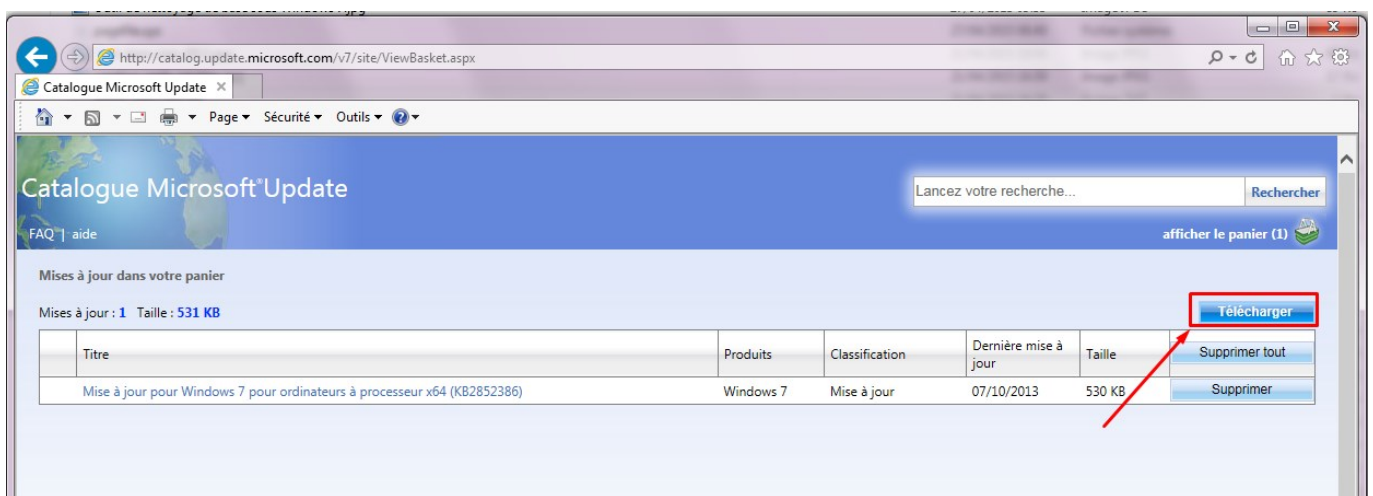 http://catalog.update.microsoft.com/v7/site/ViewBasket.aspx
Catalogue Microsoft Update
Page Sécurité Outils
Catalogue Microsoft® Update
Lancez votre recherche...
Rechercher
FAQ | aide
afficher le panier (1)
Mises à jour dans votre panier
Mises à jour : 1 Taille : 531 KB
Télécharger
Titre Produits Classification Dernière mise à jour Taille Supprimer tout
Mise à jour pour Windows 7 pour ordinateurs à processeur x64 (KB2852386) Windows 7 Mise à jour 07/10/2013 530 KB Supprimer